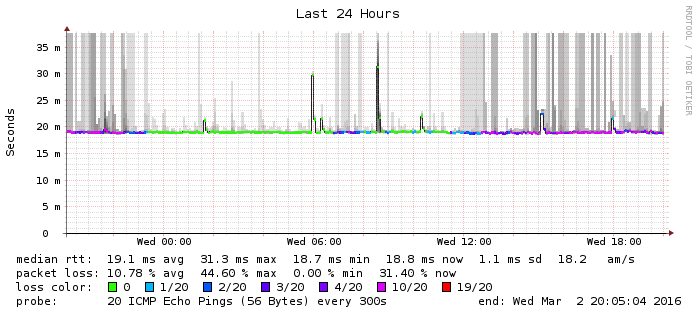 Last 24 Hours
RRDTOOL / TOBI OETIKER
Seconds
35 m
30 m
25 m
20 m
15 m
10 m
5 m
0
Wed 00:00 Wed 06:00 Wed 12:00 Wed 18:00
median rtt: 19.1 ms avg 31.3 ms max 18.7 ms min 18.8 ms now 1.1 ms sd 18.2 am/s
packet loss: 10.78 % avg 44.60 % max 0.00 % min 31.40 % now
loss color: 0 1/20 2/20 3/20 4/20 10/20 19/20
probe: 20 ICMP Echo Pings (56 Bytes) every 300s end: Wed Mar 2 20:05:04 2016